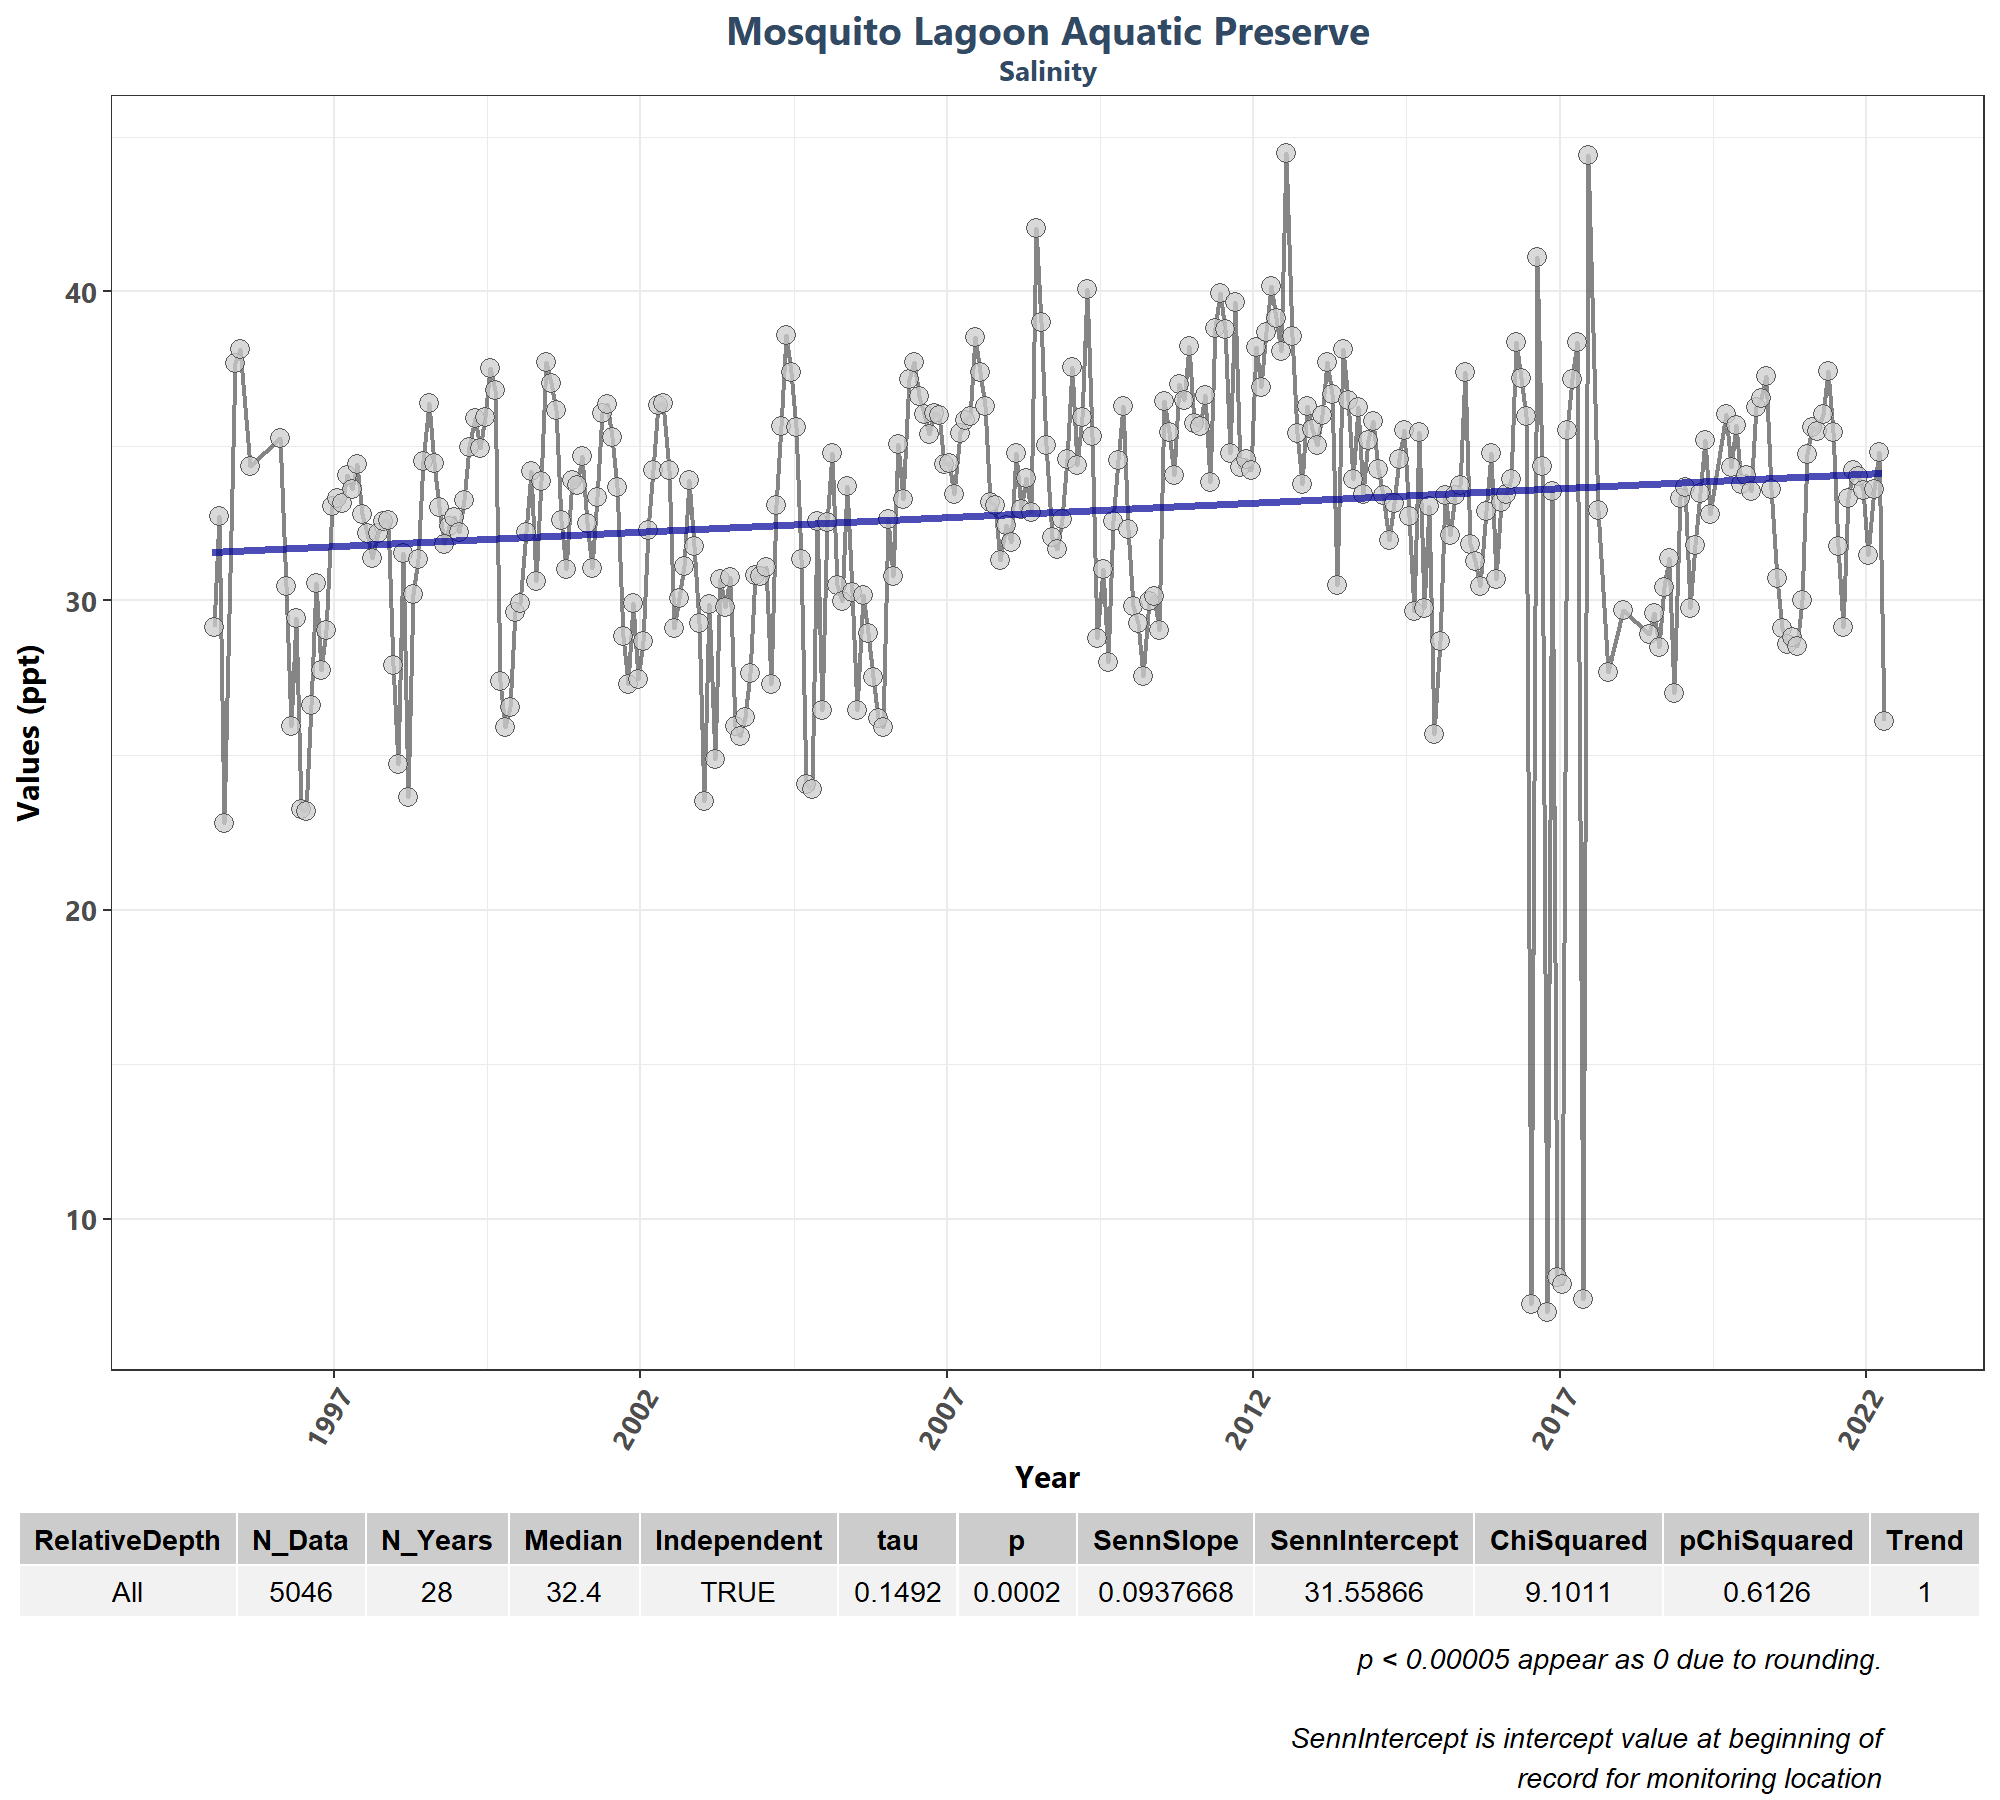 Mosquito Lagoon Aquatic Preserve
Salinity
Values (ppt)
40
30
20
10
1997
2002
2007
2012
2017
2022
Year
RelativeDepth N_Data N_Years Median Independent tau p SennSlope SennIntercept ChiSquared pChiSquared Trend
All 5046 28 32.4 TRUE 0.1492 0.0002 0.0937668 31.55866 9.1011 0.6126 1
p < 0.00005 appear as 0 due to rounding.
SennIntercept is intercept value at beginning of
record for monitoring location